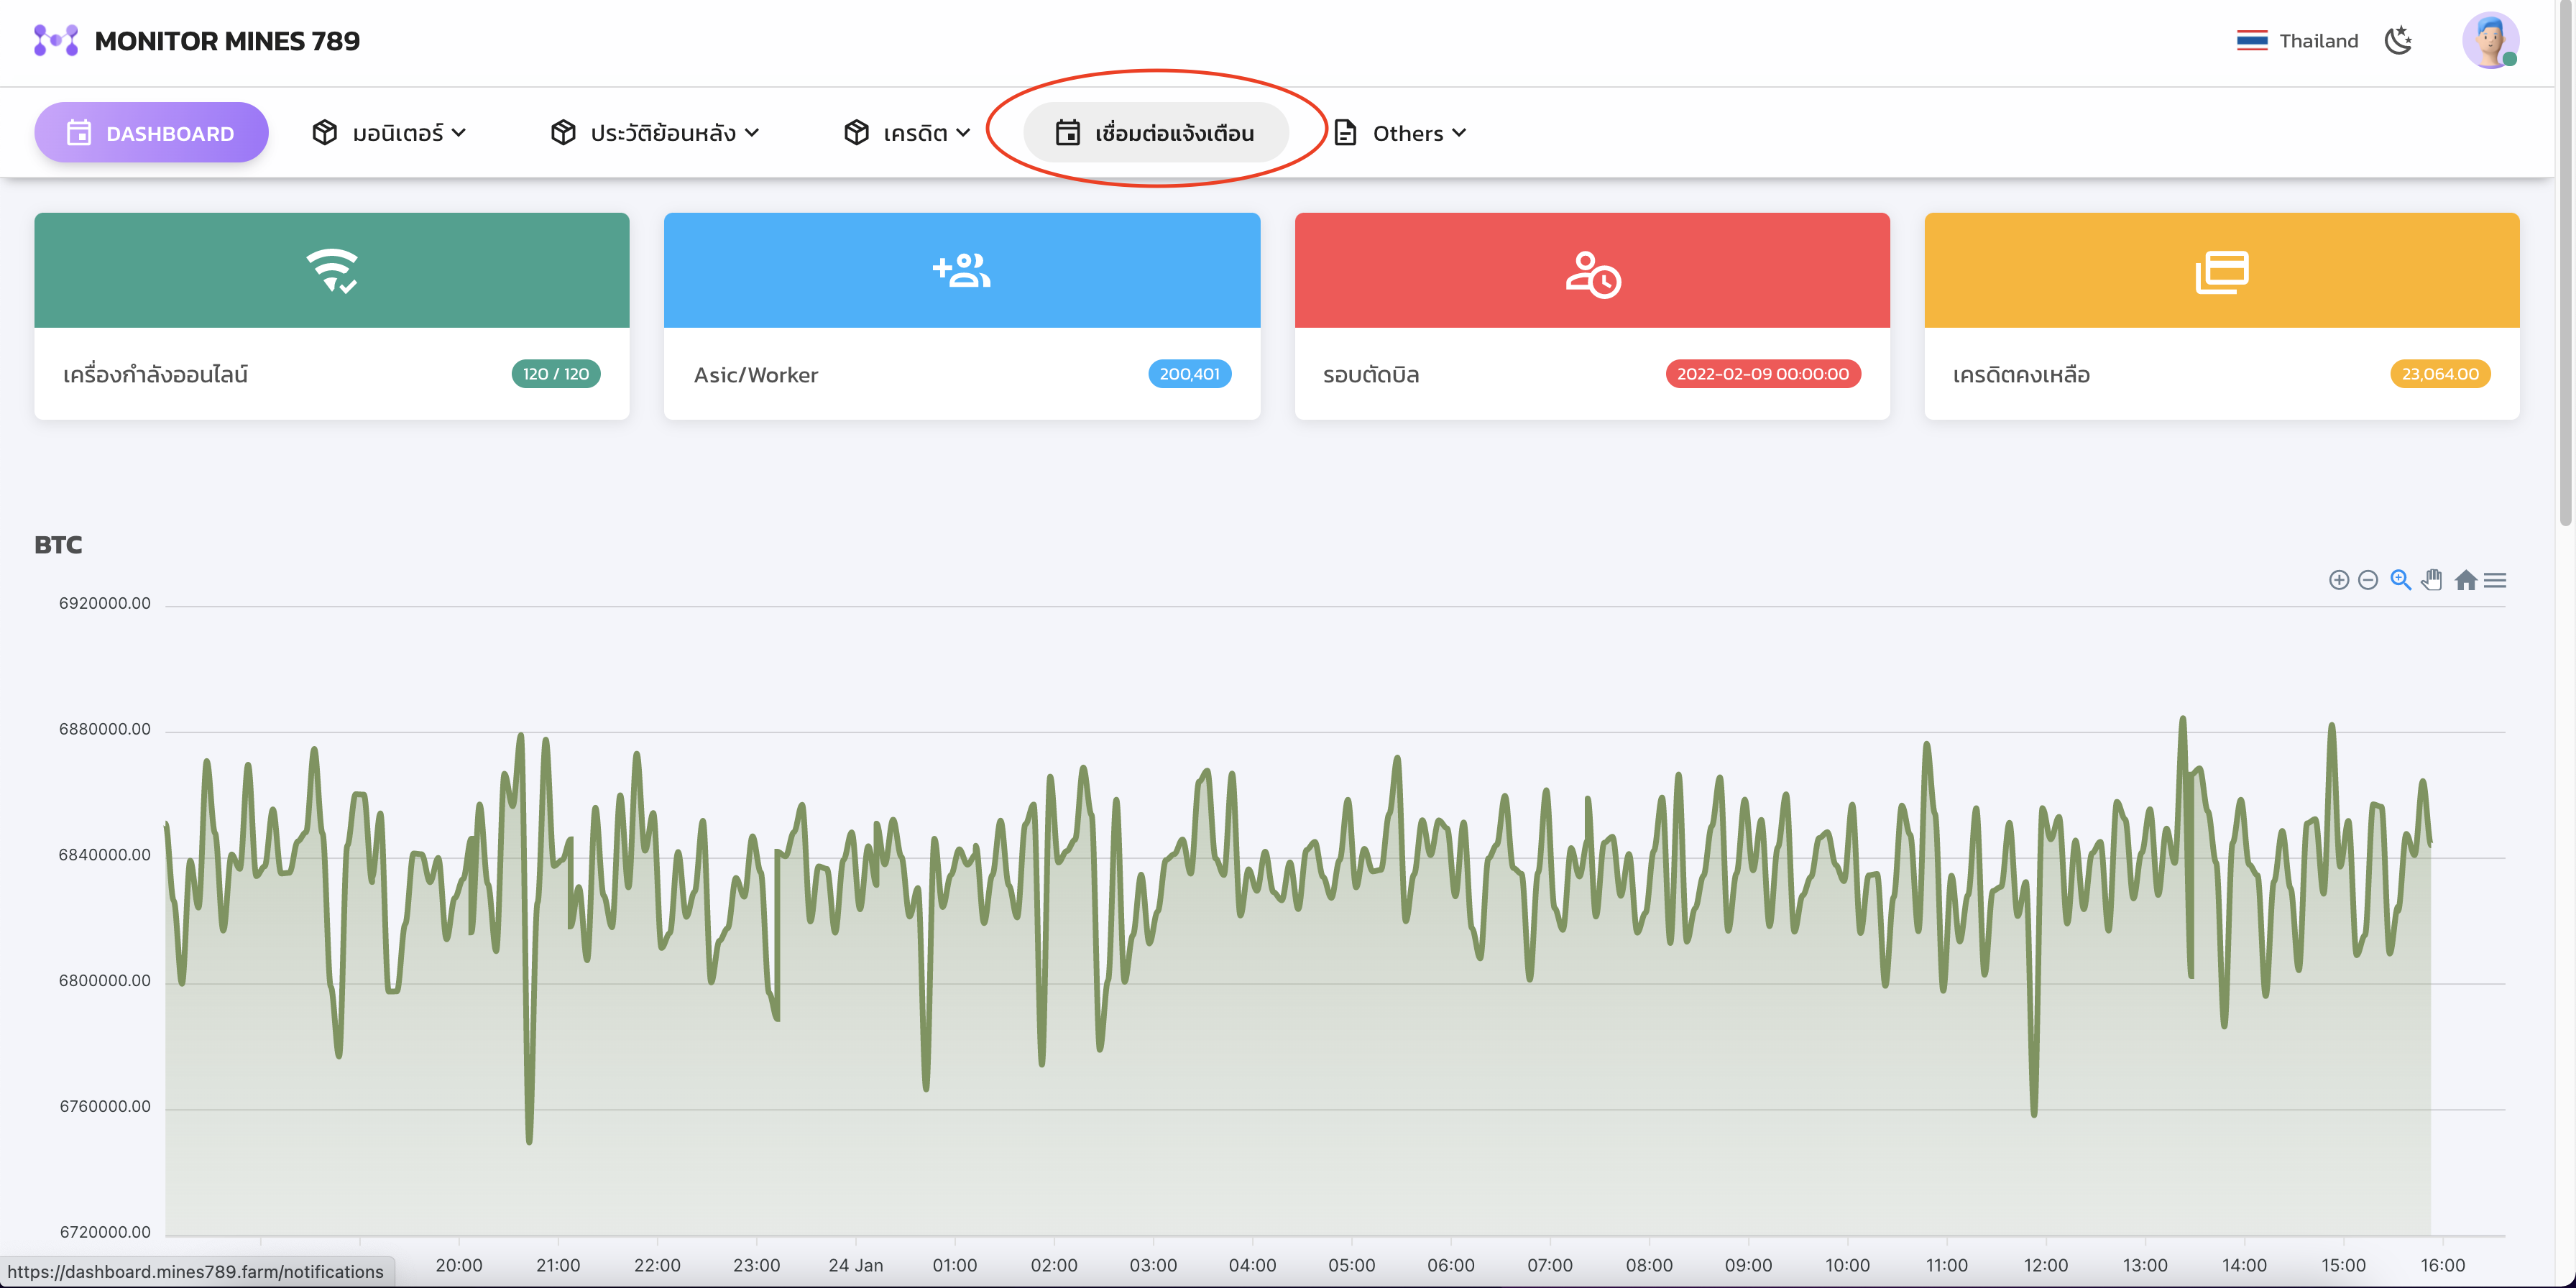 MONITOR MINES 789
Thailand
DASHBOARD
มอนิเตอร์
ประวัติย้อนหลัง
เครดิต
เชื่อมต่อแจ้งเตือน
Others
เครื่องกำลังออนไลน์
120 / 120
Asic/Worker
200,401
รอบตัดบิล
2022-02-09 00:00:00
เครดิตคงเหลือ
23,064.00
BTC
6920000.00
6880000.00
6840000.00
6800000.00
6760000.00
6720000.00
20:00 21:00 22:00 23:00 24 Jan 01:00 02:00 03:00 04:00 05:00 06:00 07:00 08:00 09:00 10:00 11:00 12:00 13:00 14:00 15:00 16:00
https://dashboard.mines789.farm/notifications